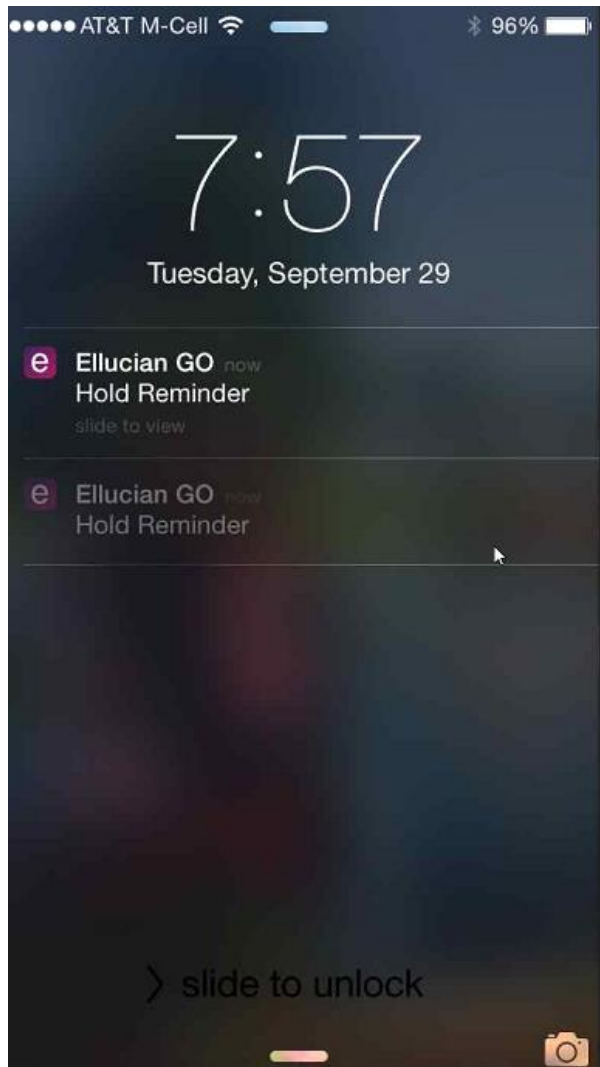 AT&T M-Cell 96%
7:57
Tuesday, September 29
e Ellucian GO now
Hold Reminder
slide to view
e Ellucian GO now
Hold Reminder
> slide to unlock